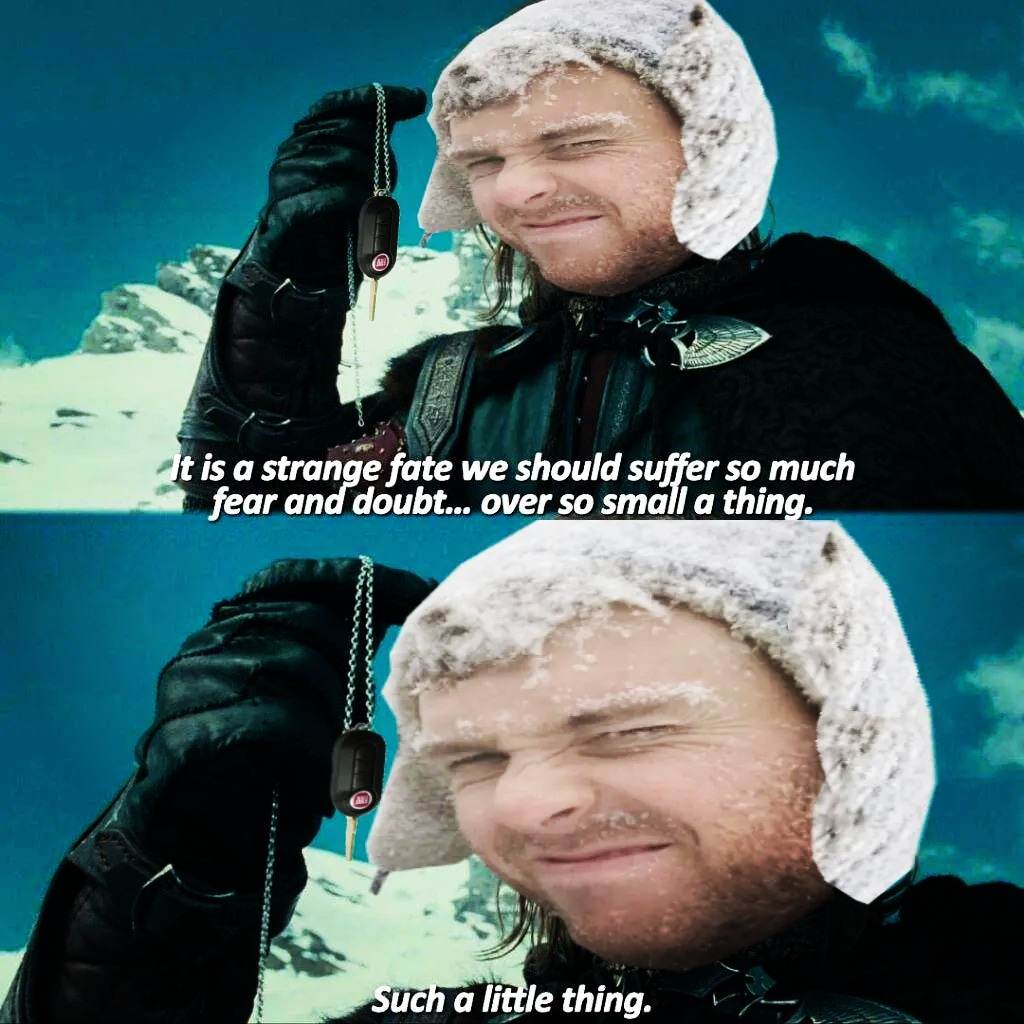 It is a strange fate we should suffer so much
fear and doubt... over so small a thing.
Such a little thing.